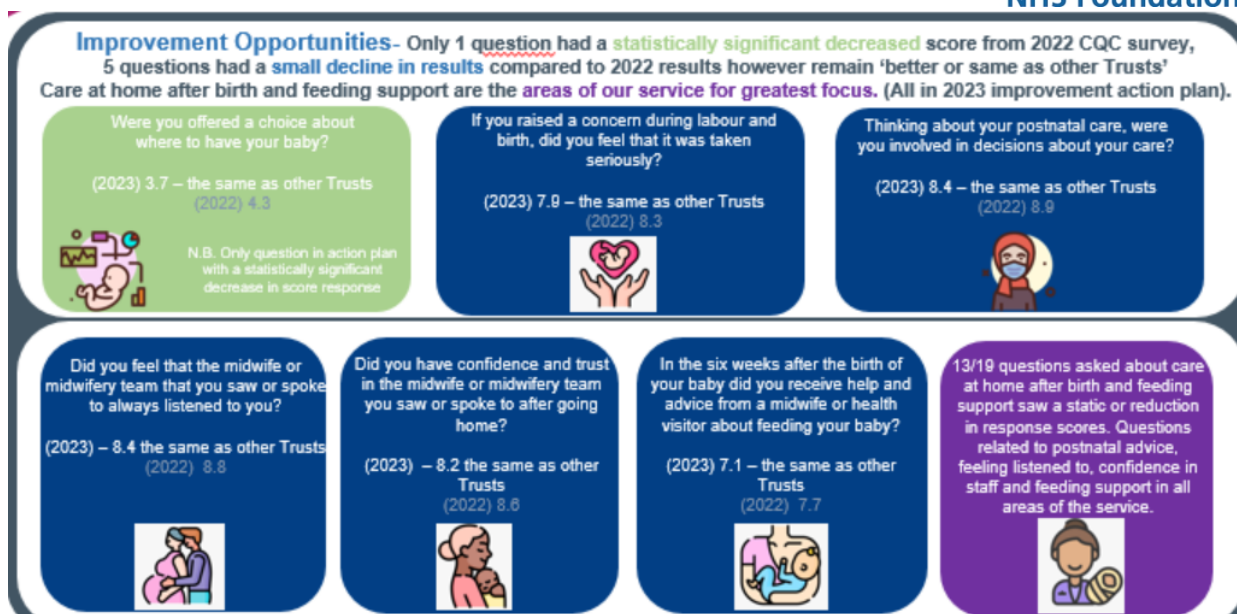 NHS Foundation
Improvement Opportunities- Only 1 question had a statistically significant decreased score from 2022 CQC survey,
5 questions had a small decline in results compared to 2022 results however remain ‘better or same as other Trusts’
Care at home after birth and feeding support are the areas of our service for greatest focus. (All in 2023 improvement action plan).
Were you offered a choice about
where to have your baby?
(2023) 3.7 – the same as other Trusts
(2022) 4.3
N.B. Only question in action plan
with a statistically significant
decrease in score response
If you raised a concern during labour and
birth, did you feel that it was taken
seriously?
(2023) 7.9 – the same as other Trusts
(2022) 8.3
Thinking about your postnatal care, were
you involved in decisions about your care?
(2023) 8.4 – the same as other Trusts
(2022) 8.9
Did you feel that the midwife or
midwifery team that you saw or spoke
to always listened to you?
(2023) – 8.4 the same as other Trusts
(2022) 8.8
Did you have confidence and trust
in the midwife or midwifery team
you saw or spoke to after going
home?
(2023) – 8.2 the same as other
Trusts
(2022) 8.6
In the six weeks after the birth of
your baby did you receive help and
advice from a midwife or health
visitor about feeding your baby?
(2023) 7.1 – the same as other
Trusts
(2022) 7.7
13/19 questions asked about care
at home after birth and feeding
support saw a static or reduction
in response scores. Questions
related to postnatal advice,
feeling listened to, confidence in
staff and feeding support in all
areas of the service.